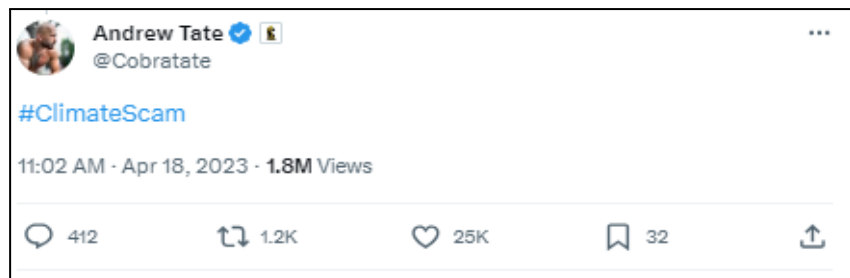 Andrew Tate
@Cobratate
#ClimateScam
11:02 AM · Apr 18, 2023 · 1.8M Views
412 1.2K 25K 32